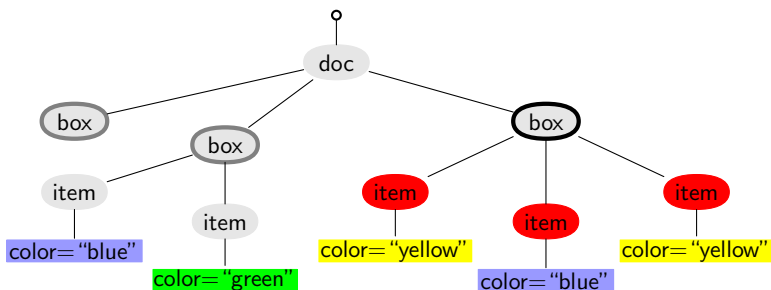 doc
box
box
box
item
item
item
item
item
color=“blue”
color=“yellow”
color=“yellow”
color=“green”
color=“blue”